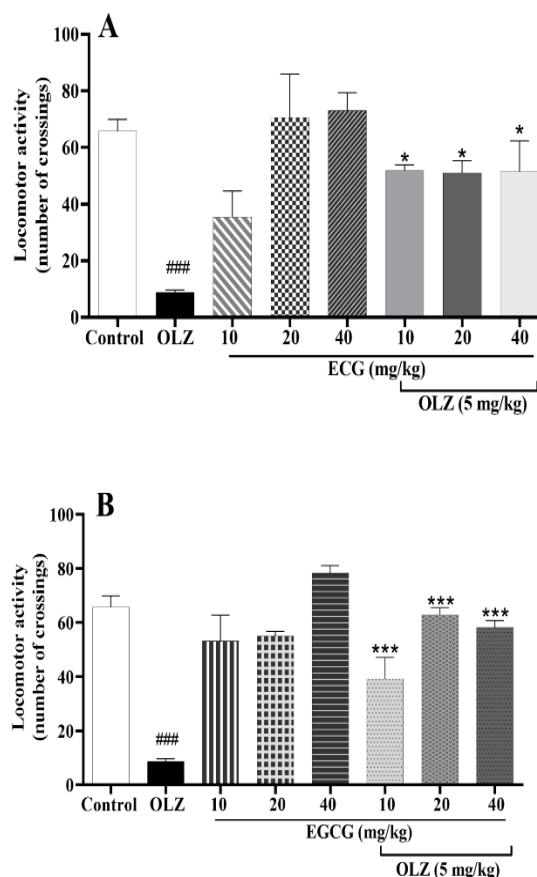 A
Locomotor activity
(number of crossings)
100
80
60
40
20
0
###
*
*
*
Control
OLZ
10
20
40
10
20
40
ECG (mg/kg)
OLZ (5 mg/kg)
B
Locomotor activity
(number of crossings)
100
80
60
40
20
0
###
***
***
***
Control
OLZ
10
20
40
10
20
40
EGCG (mg/kg)
OLZ (5 mg/kg)